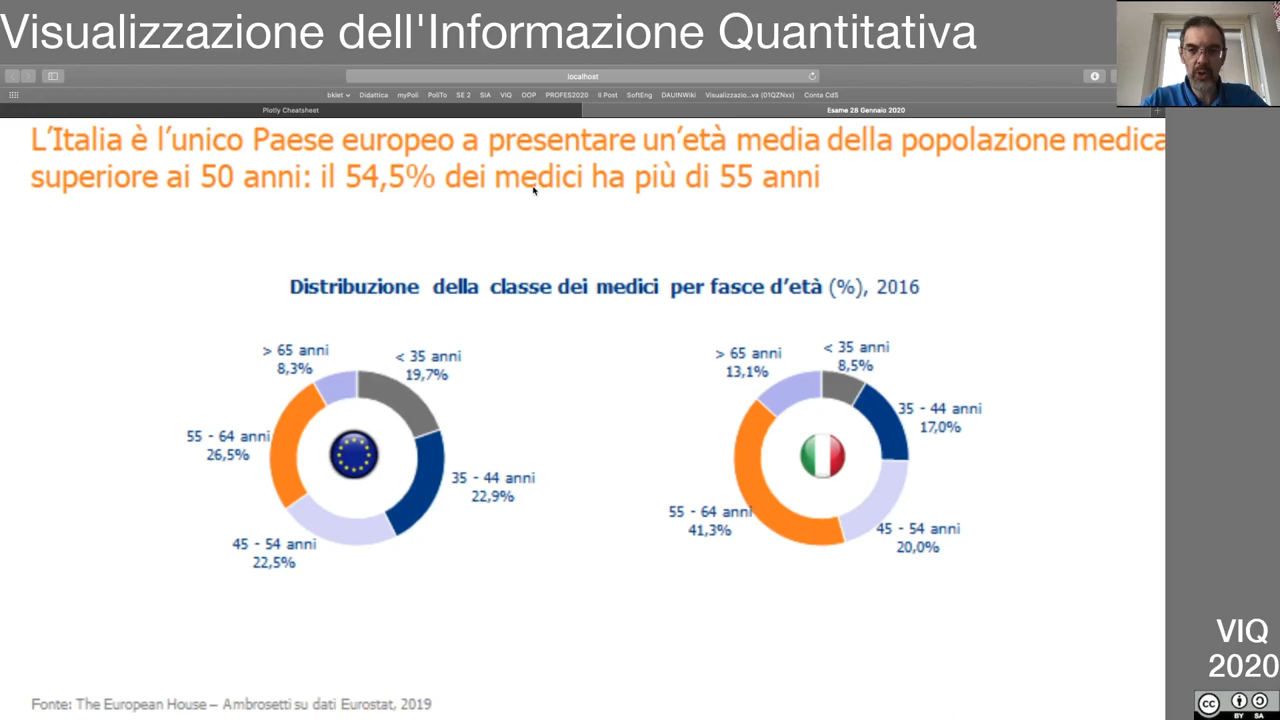 Visualizzazione dell'Informazione Quantitativa
localhost
bklet Didattica myPoli PoliTo SE 2 SIA VIQ OOP PROFES2020 Il Post SoftEng DAUINWiki Visualizzazio...va (01QZNxx) Conta CdS
Plotly Cheatsheet Esame 28 Gennaio 2020
L'Italia è l'unico Paese europeo a presentare un'età media della popolazione medica
superiore ai 50 anni: il 54,5% dei medici ha più di 55 anni
Distribuzione della classe dei medici per fasce d'età (%), 2016
> 65 anni
8,3%
< 35 anni
19,7%
55 - 64 anni
26,5%
35 - 44 anni
22,9%
45 - 54 anni
22,5%
> 65 anni
13,1%
< 35 anni
8,5%
35 - 44 anni
17,0%
55 - 64 anni
41,3%
45 - 54 anni
20,0%
Fonte: The European House – Ambrosetti su dati Eurostat, 2019
VIQ
2020
cc
BY SA